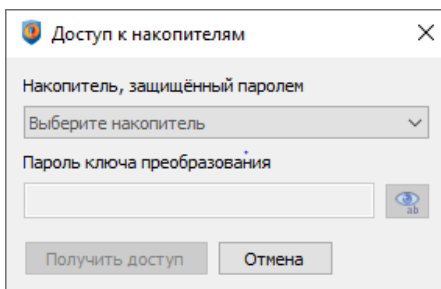 Доступ к накопителям
Накопитель, защищённый паролем
Выберите накопитель
Пароль ключа преобразования
ab
Получить доступ
Отмена